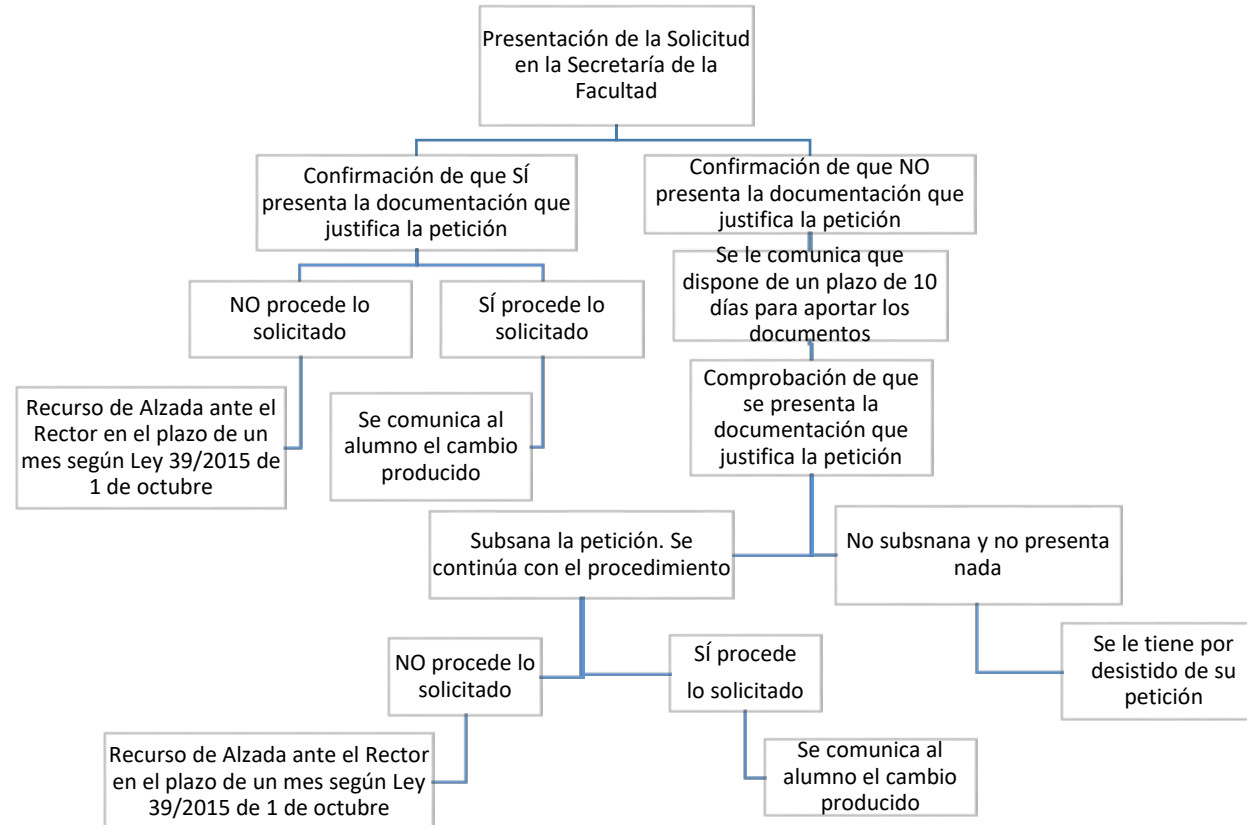 Presentación de la Solicitud
en la Secretaría de la
Facultad
Confirmación de que SÍ
presenta la documentación que
justifica la petición
Confirmación de que NO
presenta la documentación que
justifica la petición
Se le comunica que
dispone de un plazo de 10
días para aportar los
documentos
NO procede lo
solicitado
SÍ procede lo
solicitado
Recurso de Alzada ante el
Rector en el plazo de un
mes según Ley 39/2015 de
1 de octubre
Se comunica al
alumno el cambio
producido
Comprobación de que
se presenta la
documentación que
justifica la petición
Subsana la petición. Se
continúa con el procedimiento
No subsnana y no presenta
nada
NO procede lo
solicitado
SÍ procede
lo solicitado
Se le tiene por
desistido de su
petición
Recurso de Alzada ante el Rector
en el plazo de un mes según Ley
39/2015 de 1 de octubre
Se comunica al
alumno el cambio
producido